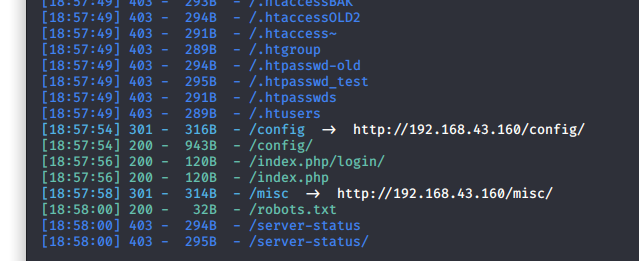 [18:57:49] 403 -  293B  - /.htaccessBAK
[18:57:49] 403 -  294B  - /.htaccessOLD2
[18:57:49] 403 -  291B  - /.htaccess~
[18:57:49] 403 -  289B  - /.htgroup
[18:57:49] 403 -  294B  - /.htpasswd-old
[18:57:49] 403 -  295B  - /.htpasswd_test
[18:57:49] 403 -  291B  - /.htpasswds
[18:57:49] 403 -  289B  - /.htusers
[18:57:54] 301 -  316B  - /config  ->  http://192.168.43.160/config/
[18:57:54] 200 -  943B  - /config/
[18:57:56] 200 -  120B  - /index.php/login/
[18:57:56] 200 -  120B  - /index.php
[18:57:58] 301 -  314B  - /misc  ->  http://192.168.43.160/misc/
[18:58:00] 200 -   32B  - /robots.txt
[18:58:00] 403 -  294B  - /server-status
[18:58:00] 403 -  295B  - /server-status/